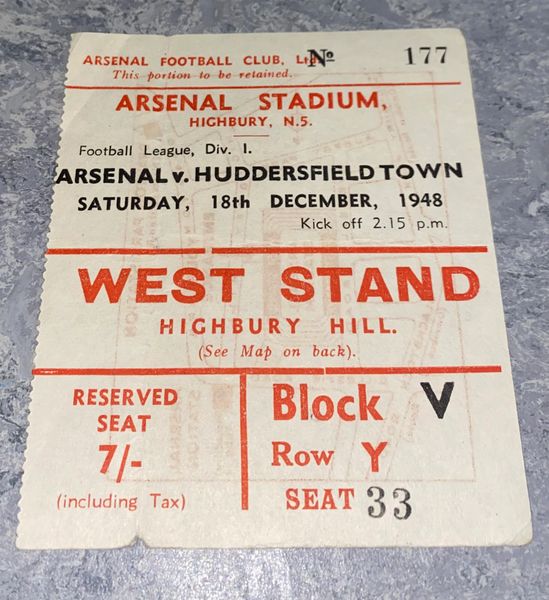 ARSENAL FOOTBALL CLUB, Ltd. № 177
This portion to be retained.
ARSENAL STADIUM,
HIGHBURY, N.5.
Football League, Div. I.
ARSENAL v. HUDDERSFIELD TOWN
SATURDAY, 18th DECEMBER, 1948
Kick off 2.15 p.m.
WEST STAND
HIGHBURY HILL.
(See Map on back).
RESERVED
SEAT
7/-
(including Tax)
Block V
Row Y
SEAT 33